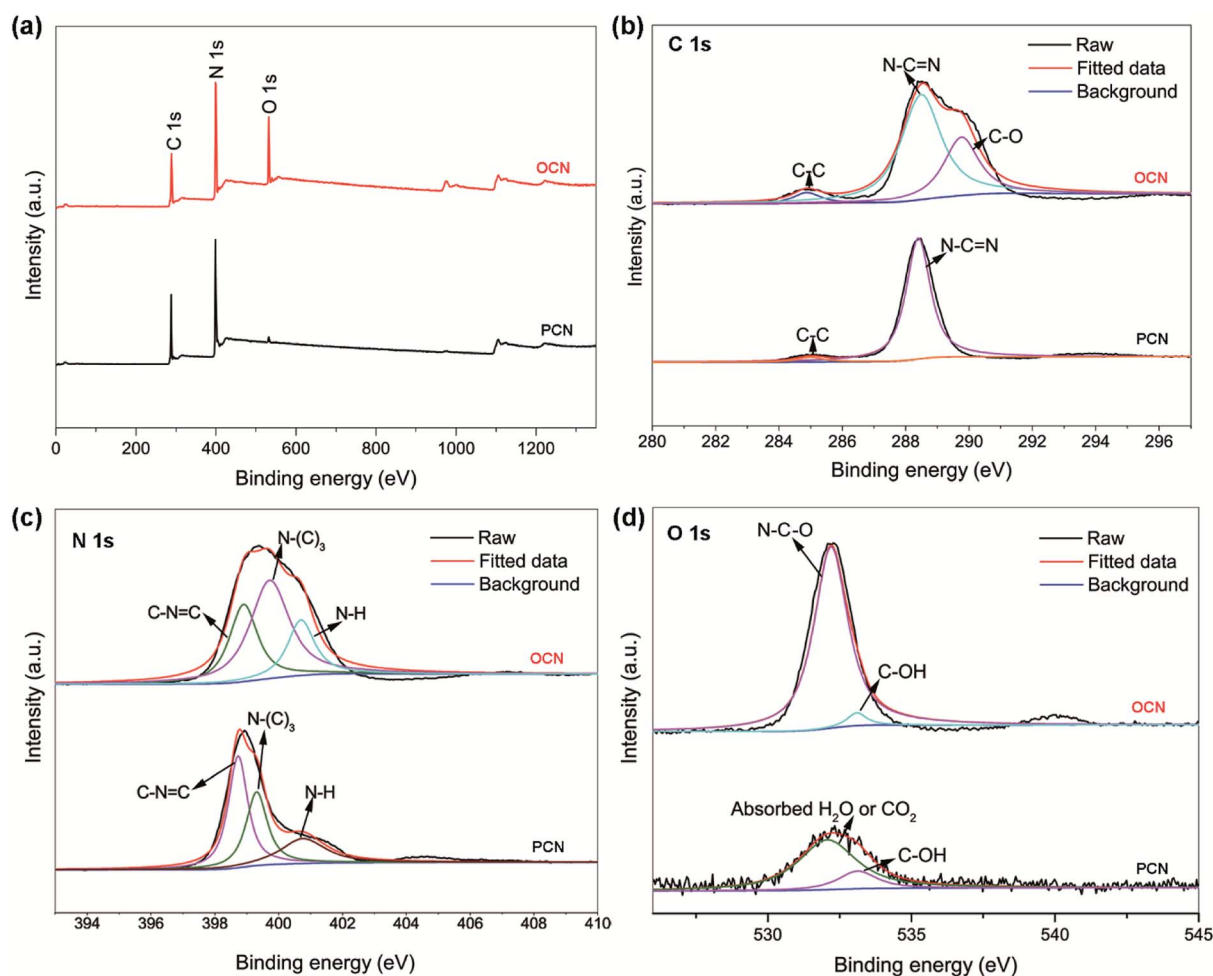 (a)
C 1s
N 1s
O 1s
OCN
PCN
Intensity (a.u.)
0 200 400 600 800 1000 1200
Binding energy (eV)
(b)
C 1s
Raw
Fitted data
Background
N-C=N
C-O
C-C
OCN
N-C=N
C-C
PCN
Intensity (a.u.)
280 282 284 286 288 290 292 294 296
Binding energy (eV)
(c)
N 1s
Raw
Fitted data
Background
N-(C)₃
C-N=C
N-H
OCN
N-(C)₃
C-N=C
N-H
PCN
Intensity (a.u.)
394 396 398 400 402 404 406 408 410
Binding energy (eV)
(d)
O 1s
Raw
Fitted data
Background
N-C-O
C-OH
OCN
Absorbed H₂O or CO₂
C-OH
PCN
Intensity (a.u.)
530 535 540 545
Binding energy (eV)